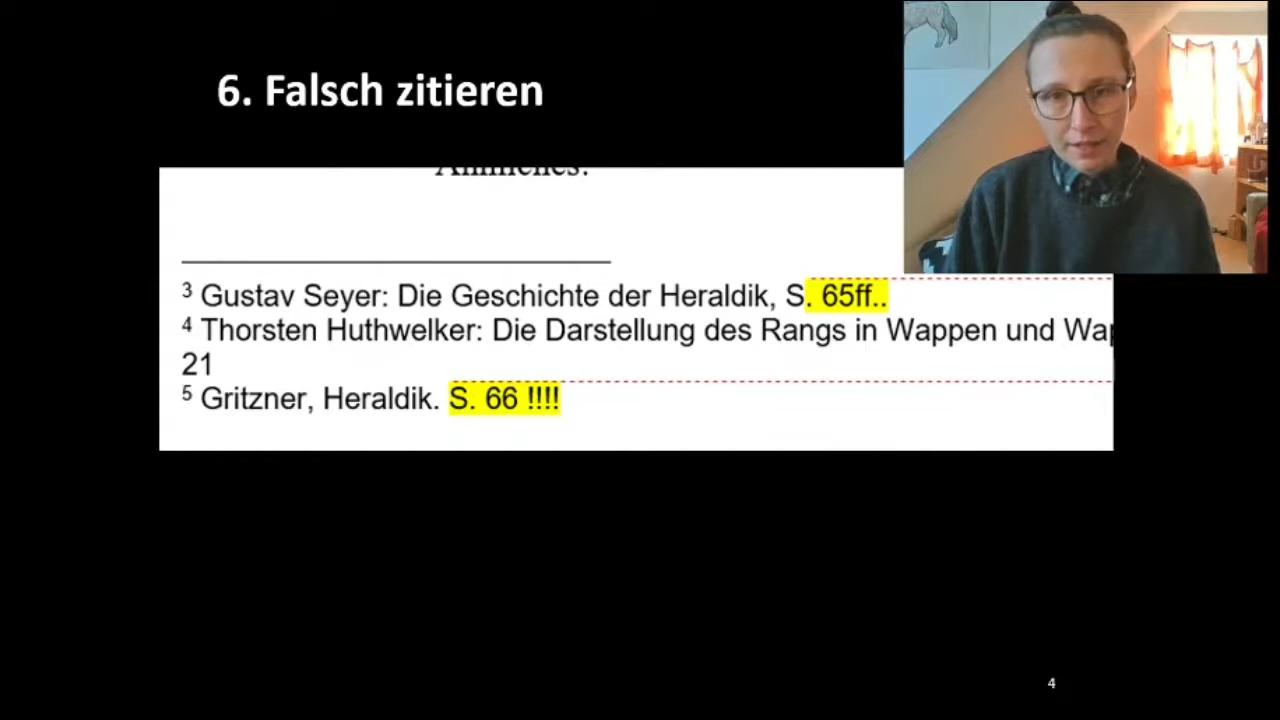 6. Falsch zitieren
3 Gustav Seyer: Die Geschichte der Heraldik, S. 65ff..
4 Thorsten Huthwelker: Die Darstellung des Rangs in Wappen und
21
5 Gritzner, Heraldik. S. 66 !!!!
4